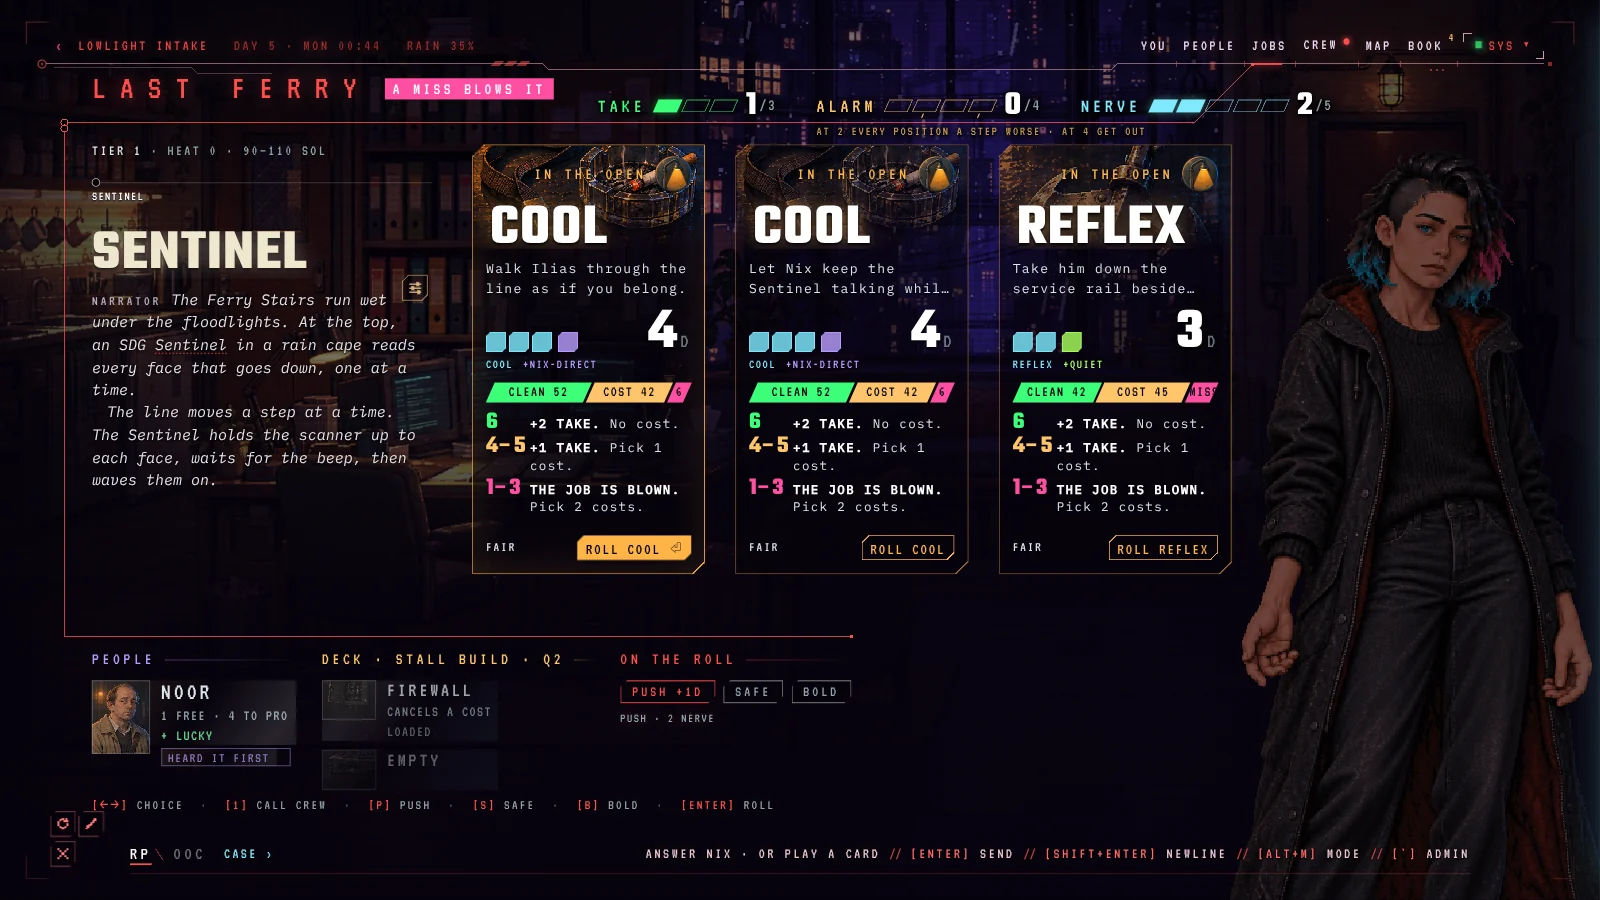 ‹ LOWLIGHT INTAKE DAY 5 · MON 00:44 RAIN 35%
YOU PEOPLE JOBS CREW MAP BOOK 4 SYS ▾
LAST FERRY A MISS BLOWS IT
TAKE 1/3 ALARM 0/4 NERVE 2/5
AT 2 EVERY POSITION A STEP WORSE · AT 4 GET OUT
TIER 1 · HEAT 0 · 90-110 SOL
SENTINEL
SENTINEL
NARRATOR The Ferry Stairs run wet
under the floodlights. At the top,
an SDG Sentinel in a rain cape reads
every face that goes down, one at a
time.
The line moves a step at a time.
The Sentinel holds the scanner up to
each face, waits for the beep, then
waves them on.
IN THE OPEN
COOL
Walk Ilias through the
line as if you belong.
4D
COOL +NIX-DIRECT
CLEAN 52 COST 42 6
6 +2 TAKE. No cost.
4-5 +1 TAKE. Pick 1
cost.
1-3 THE JOB IS BLOWN.
Pick 2 costs.
FAIR ROLL COOL ⏎
IN THE OPEN
COOL
Let Nix keep the
Sentinel talking whil…
4D
COOL +NIX-DIRECT
CLEAN 52 COST 42 6
6 +2 TAKE. No cost.
4-5 +1 TAKE. Pick 1
cost.
1-3 THE JOB IS BLOWN.
Pick 2 costs.
FAIR ROLL COOL
IN THE OPEN
REFLEX
Take him down the
service rail beside…
3D
REFLEX +QUIET
CLEAN 42 COST 45 MISS
6 +2 TAKE. No cost.
4-5 +1 TAKE. Pick 1
cost.
1-3 THE JOB IS BLOWN.
Pick 2 costs.
FAIR ROLL REFLEX
PEOPLE
NOOR
1 FREE · 4 TO PRO
+ LUCKY
HEARD IT FIRST
DECK · STALL BUILD · Q2
FIREWALL
CANCELS A COST
LOADED
EMPTY
ON THE ROLL
PUSH +1D SAFE BOLD
PUSH · 2 NERVE
[←→] CHOICE · [1] CALL CREW · [P] PUSH · [S] SAFE · [B] BOLD · [ENTER] ROLL
RP \ OOC CASE ›
ANSWER NIX · OR PLAY A CARD // [ENTER] SEND // [SHIFT+ENTER] NEWLINE // [ALT+M] MODE // [`] ADMIN